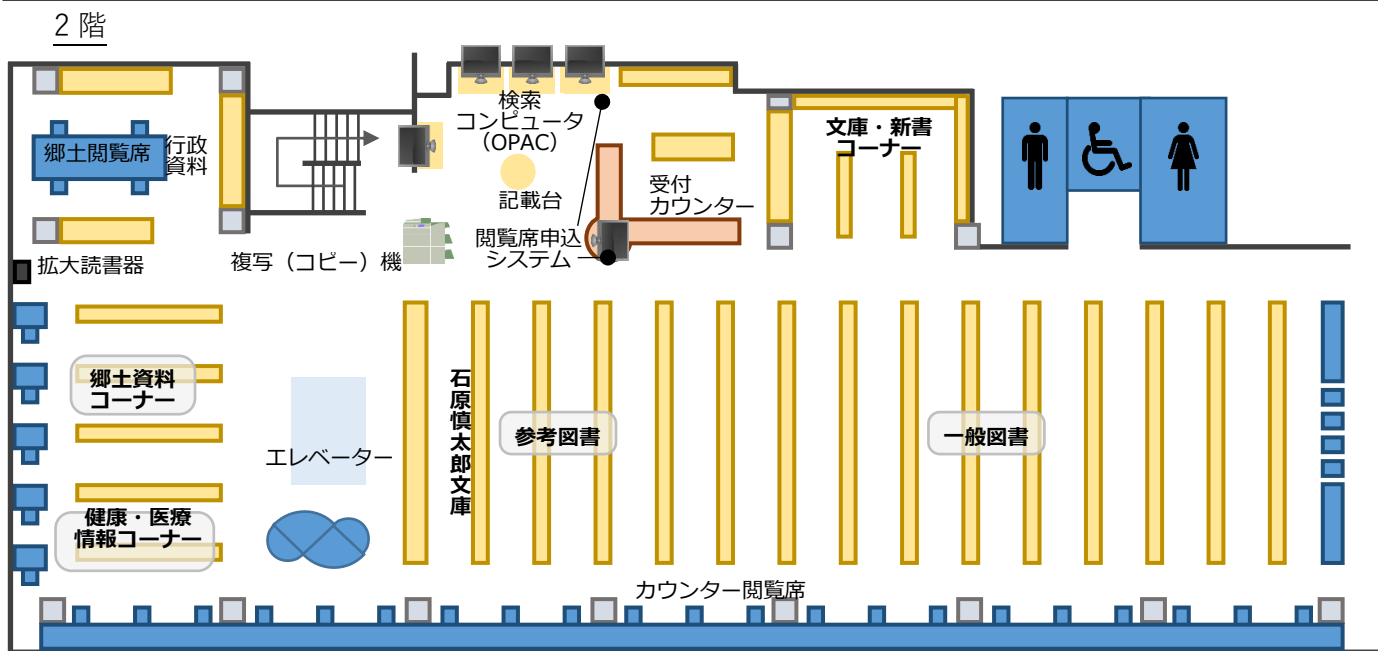 2 階
検索
コンピュータ
(OPAC)
記載台
閲覧席申込
システム
受付
カウンター
文庫・新書
コーナー
郷土閲覧席
行政
資料
拡大読書器
複写（コピー）機
郷土資料
コーナー
健康・医療
情報コーナー
エレベーター
石原慎太郎文庫
参考図書
一般図書
カウンター閲覧席